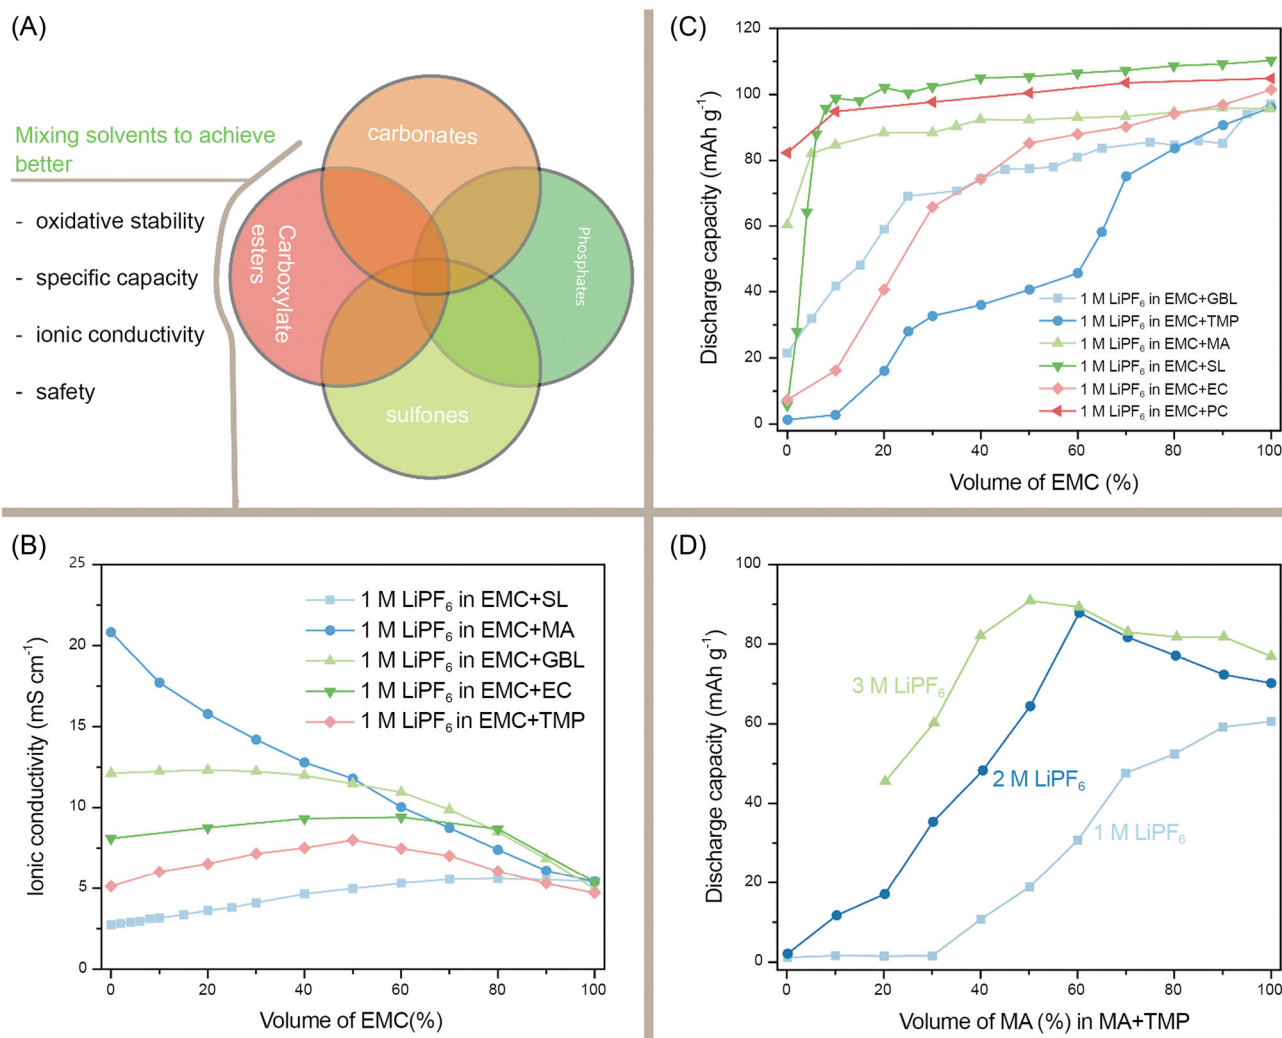 (A)
Mixing solvents to achieve
better
- oxidative stability
- specific capacity
- ionic conductivity
- safety
carbonates
Carboxylate
esters
Phosphates
sulfones
(B)
25
20
15
10
5
0
Ionic conductivity (mS cm⁻¹)
1 M LiPF₆ in EMC+SL
1 M LiPF₆ in EMC+MA
1 M LiPF₆ in EMC+GBL
1 M LiPF₆ in EMC+EC
1 M LiPF₆ in EMC+TMP
0 20 40 60 80 100
Volume of EMC(%)
(C)
120
100
80
60
40
20
0
Discharge capacity (mAh g⁻¹)
1 M LiPF₆ in EMC+GBL
1 M LiPF₆ in EMC+TMP
1 M LiPF₆ in EMC+MA
1 M LiPF₆ in EMC+SL
1 M LiPF₆ in EMC+EC
1 M LiPF₆ in EMC+PC
0 20 40 60 80 100
Volume of EMC (%)
(D)
100
80
60
40
20
0
Discharge capacity (mAh g⁻¹)
3 M LiPF₆
2 M LiPF₆
1 M LiPF₆
0 20 40 60 80 100
Volume of MA (%) in MA+TMP